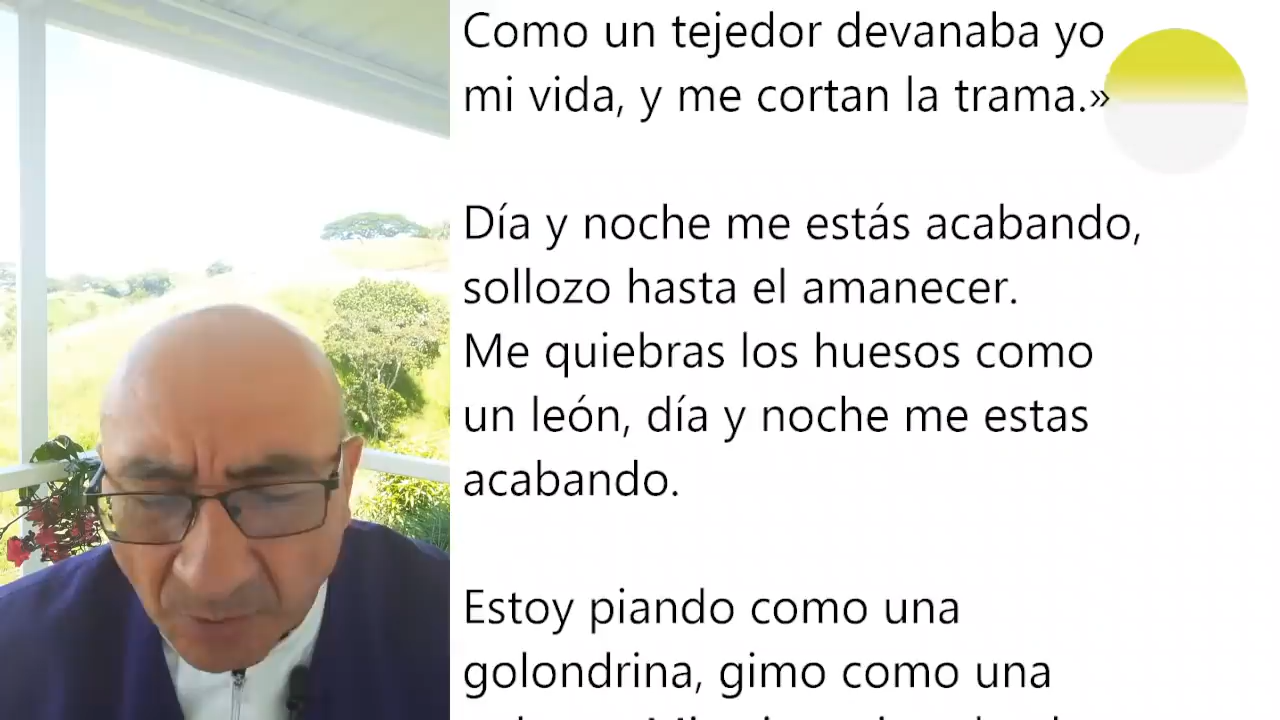 Como un tejedor devanaba yo
mi vida, y me cortan la trama.»
Día y noche me estás acabando,
sollozo hasta el amanecer.
Me quiebras los huesos como
un león, día y noche me estas
acabando.
Estoy piando como una
golondrina, gimo como una